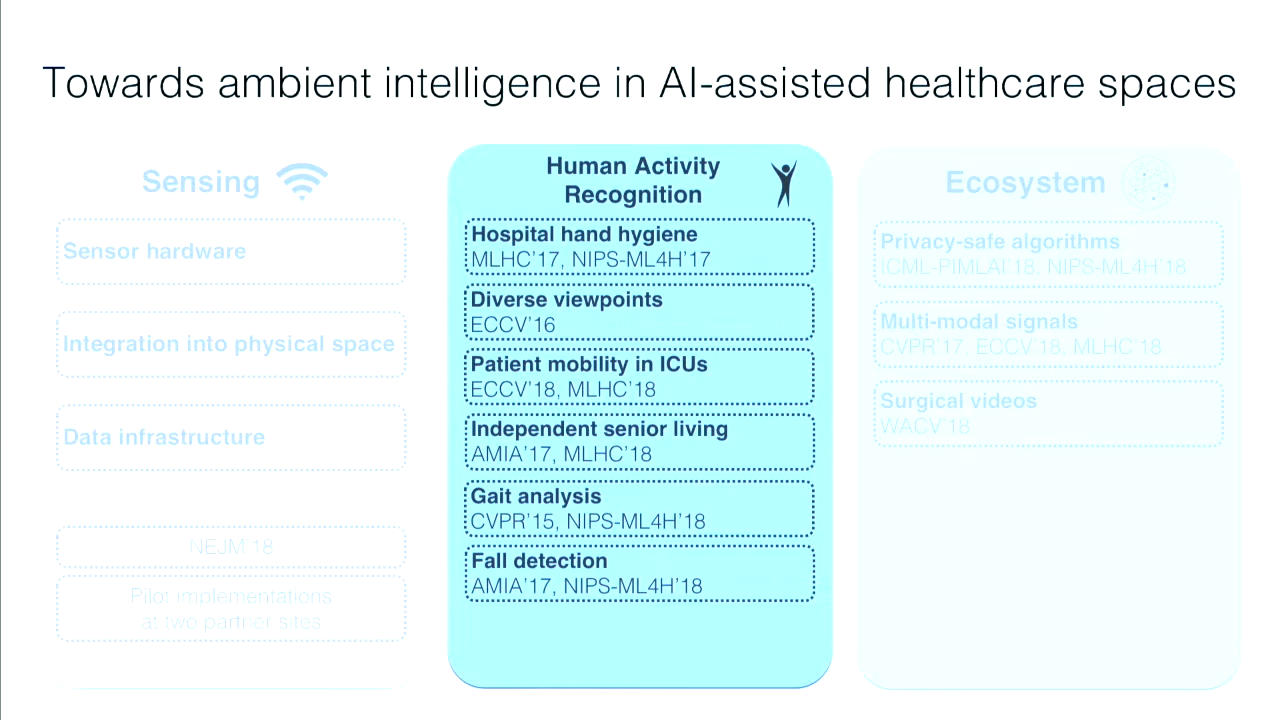 Towards ambient intelligence in AI-assisted healthcare spaces
Sensing
Sensor hardware
Integration into physical space
Data infrastructure
NEJM'18
Pilot implementations
at two partner sites
Human Activity
Recognition
Hospital hand hygiene
MLHC'17, NIPS-ML4H'17
Diverse viewpoints
ECCV'16
Patient mobility in ICUs
ECCV'18, MLHC'18
Independent senior living
AMIA'17, MLHC'18
Gait analysis
CVPR'15, NIPS-ML4H'18
Fall detection
AMIA'17, NIPS-ML4H'18
Ecosystem
Privacy-safe algorithms
ICML-PIMLAI'18, NIPS-ML4H'18
Multi-modal signals
CVPR'17, ECCV'18, MLHC'18
Surgical videos
WACV'18